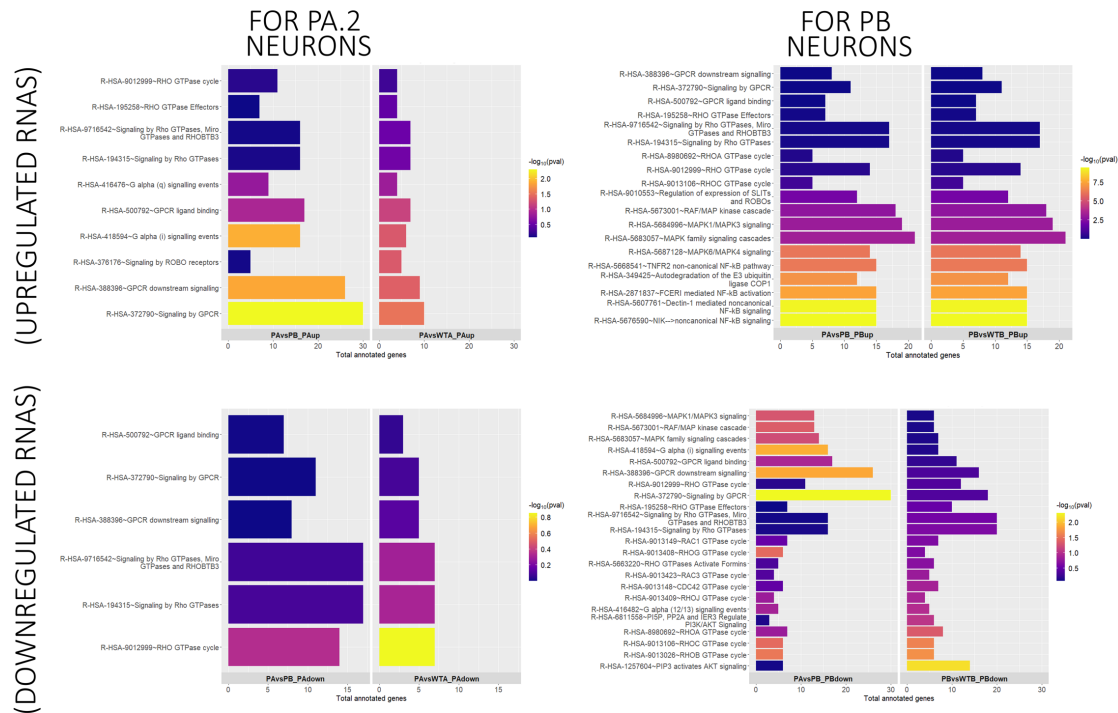 FOR PA.2
NEURONS
FOR PB
NEURONS
(UPREGULATED RNAS)
R-HSA-9012999~RHO GTPase cycle
R-HSA-195258~RHO GTPase Effectors
R-HSA-9716542~Signaling by Rho GTPases, Miro
GTPases and RHOBTB3
R-HSA-194315~Signaling by Rho GTPases
R-HSA-416476~G alpha (q) signalling events
R-HSA-500792~GPCR ligand binding
R-HSA-418594~G alpha (i) signalling events
R-HSA-376176~Signaling by ROBO receptors
R-HSA-388396~GPCR downstream signalling
R-HSA-372790~Signaling by GPCR
PAvsPB_PAup
PAvsWTA_PAup
0 10 20 30 0 10 20 30
Total annotated genes
-log10(pval)
2.0
1.5
1.0
0.5
R-HSA-388396~GPCR downstream signalling
R-HSA-372790~Signaling by GPCR
R-HSA-500792~GPCR ligand binding
R-HSA-195258~RHO GTPase Effectors
R-HSA-9716542~Signaling by Rho GTPases, Miro
GTPases and RHOBTB3
R-HSA-194315~Signaling by Rho GTPases
R-HSA-8980692~RHOA GTPase cycle
R-HSA-9012999~RHO GTPase cycle
R-HSA-9013106~RHOC GTPase cycle
R-HSA-9010553~Regulation of expression of SLITs
and ROBOs
R-HSA-5673001~RAF/MAP kinase cascade
R-HSA-5684996~MAPK1/MAPK3 signaling
R-HSA-5683057~MAPK family signaling cascades
R-HSA-5687128~MAPK6/MAPK4 signaling
R-HSA-5668541~TNFR2 non-canonical NF-kB pathway
R-HSA-349425~Autodegradation of the E3 ubiquitin
ligase COP1
R-HSA-2871837~FCERI mediated NF-kB activation
R-HSA-5607761~Dectin-1 mediated noncanonical
NF-kB signaling
R-HSA-5676590~NIK-->noncanonical NF-kB signaling
PAvsPB_PBup
PBvsWTB_PBup
0 5 10 15 20 0 5 10 15 20
Total annotated genes
-log10(pval)
7.5
5.0
2.5
(DOWNREGULATED RNAS)
R-HSA-500792~GPCR ligand binding
R-HSA-372790~Signaling by GPCR
R-HSA-388396~GPCR downstream signalling
R-HSA-9716542~Signaling by Rho GTPases, Miro
GTPases and RHOBTB3
R-HSA-194315~Signaling by Rho GTPases
R-HSA-9012999~RHO GTPase cycle
PAvsPB_PAdown
PAvsWTA_PAdown
0 5 10 15 0 5 10 15
Total annotated genes
-log10(pval)
0.8
0.6
0.4
0.2
R-HSA-5684996~MAPK1/MAPK3 signaling
R-HSA-5673001~RAF/MAP kinase cascade
R-HSA-5683057~MAPK family signaling cascades
R-HSA-418594~G alpha (i) signalling events
R-HSA-500792~GPCR ligand binding
R-HSA-388396~GPCR downstream signalling
R-HSA-9012999~RHO GTPase cycle
R-HSA-372790~Signaling by GPCR
R-HSA-195258~RHO GTPase Effectors
R-HSA-9716542~Signaling by Rho GTPases, Miro
GTPases and RHOBTB3
R-HSA-194315~Signaling by Rho GTPases
R-HSA-9013149~RAC1 GTPase cycle
R-HSA-9013408~RHOG GTPase cycle
R-HSA-5663220~RHO GTPases Activate Formins
R-HSA-9013423~RAC3 GTPase cycle
R-HSA-9013148~CDC42 GTPase cycle
R-HSA-9013409~RHOJ GTPase cycle
R-HSA-416482~G alpha (12/13) signalling events
R-HSA-6811558~PI5P, PP2A and IER3 Regulate
PI3K/AKT Signaling
R-HSA-8980692~RHOA GTPase cycle
R-HSA-9013106~RHOC GTPase cycle
R-HSA-9013026~RHOB GTPase cycle
R-HSA-1257604~PIP3 activates AKT signaling
PAvsPB_PBdown
PBvsWTB_PBdown
0 10 20 30 0 10 20 30
Total annotated genes
-log10(pval)
2.0
1.5
1.0
0.5